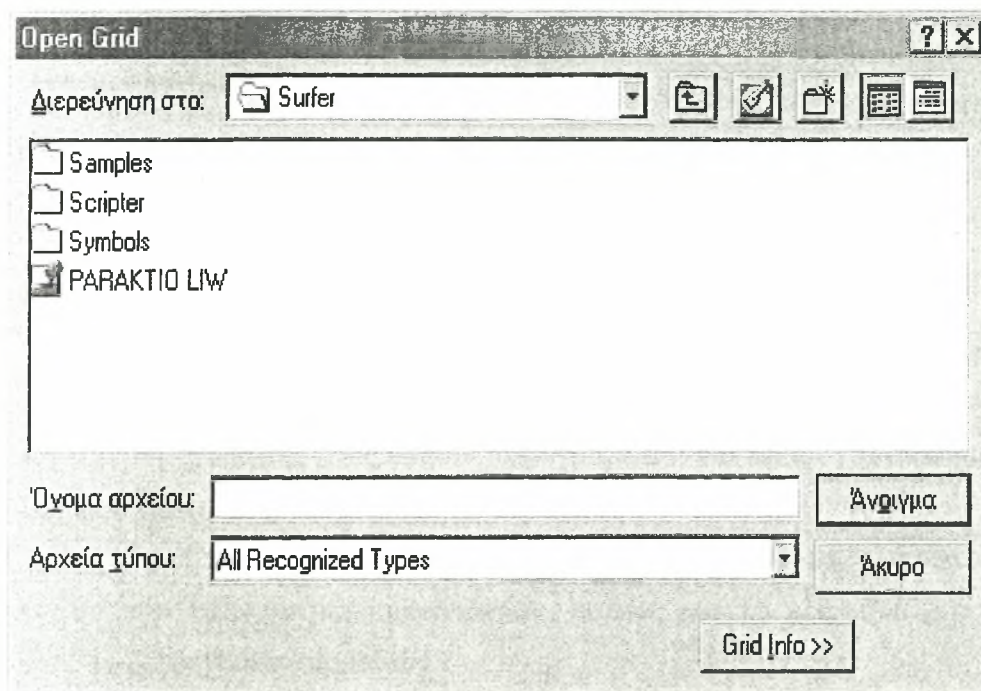 Open Grid
Διερεύνηση στο: Surfer
Samples
Scripter
Symbols
PARAKTIO LIW
Όνομα αρχείου: Άνοιγμα
Αρχεία τύπου: All Recognized Types Άκυρο
Grid Info >>